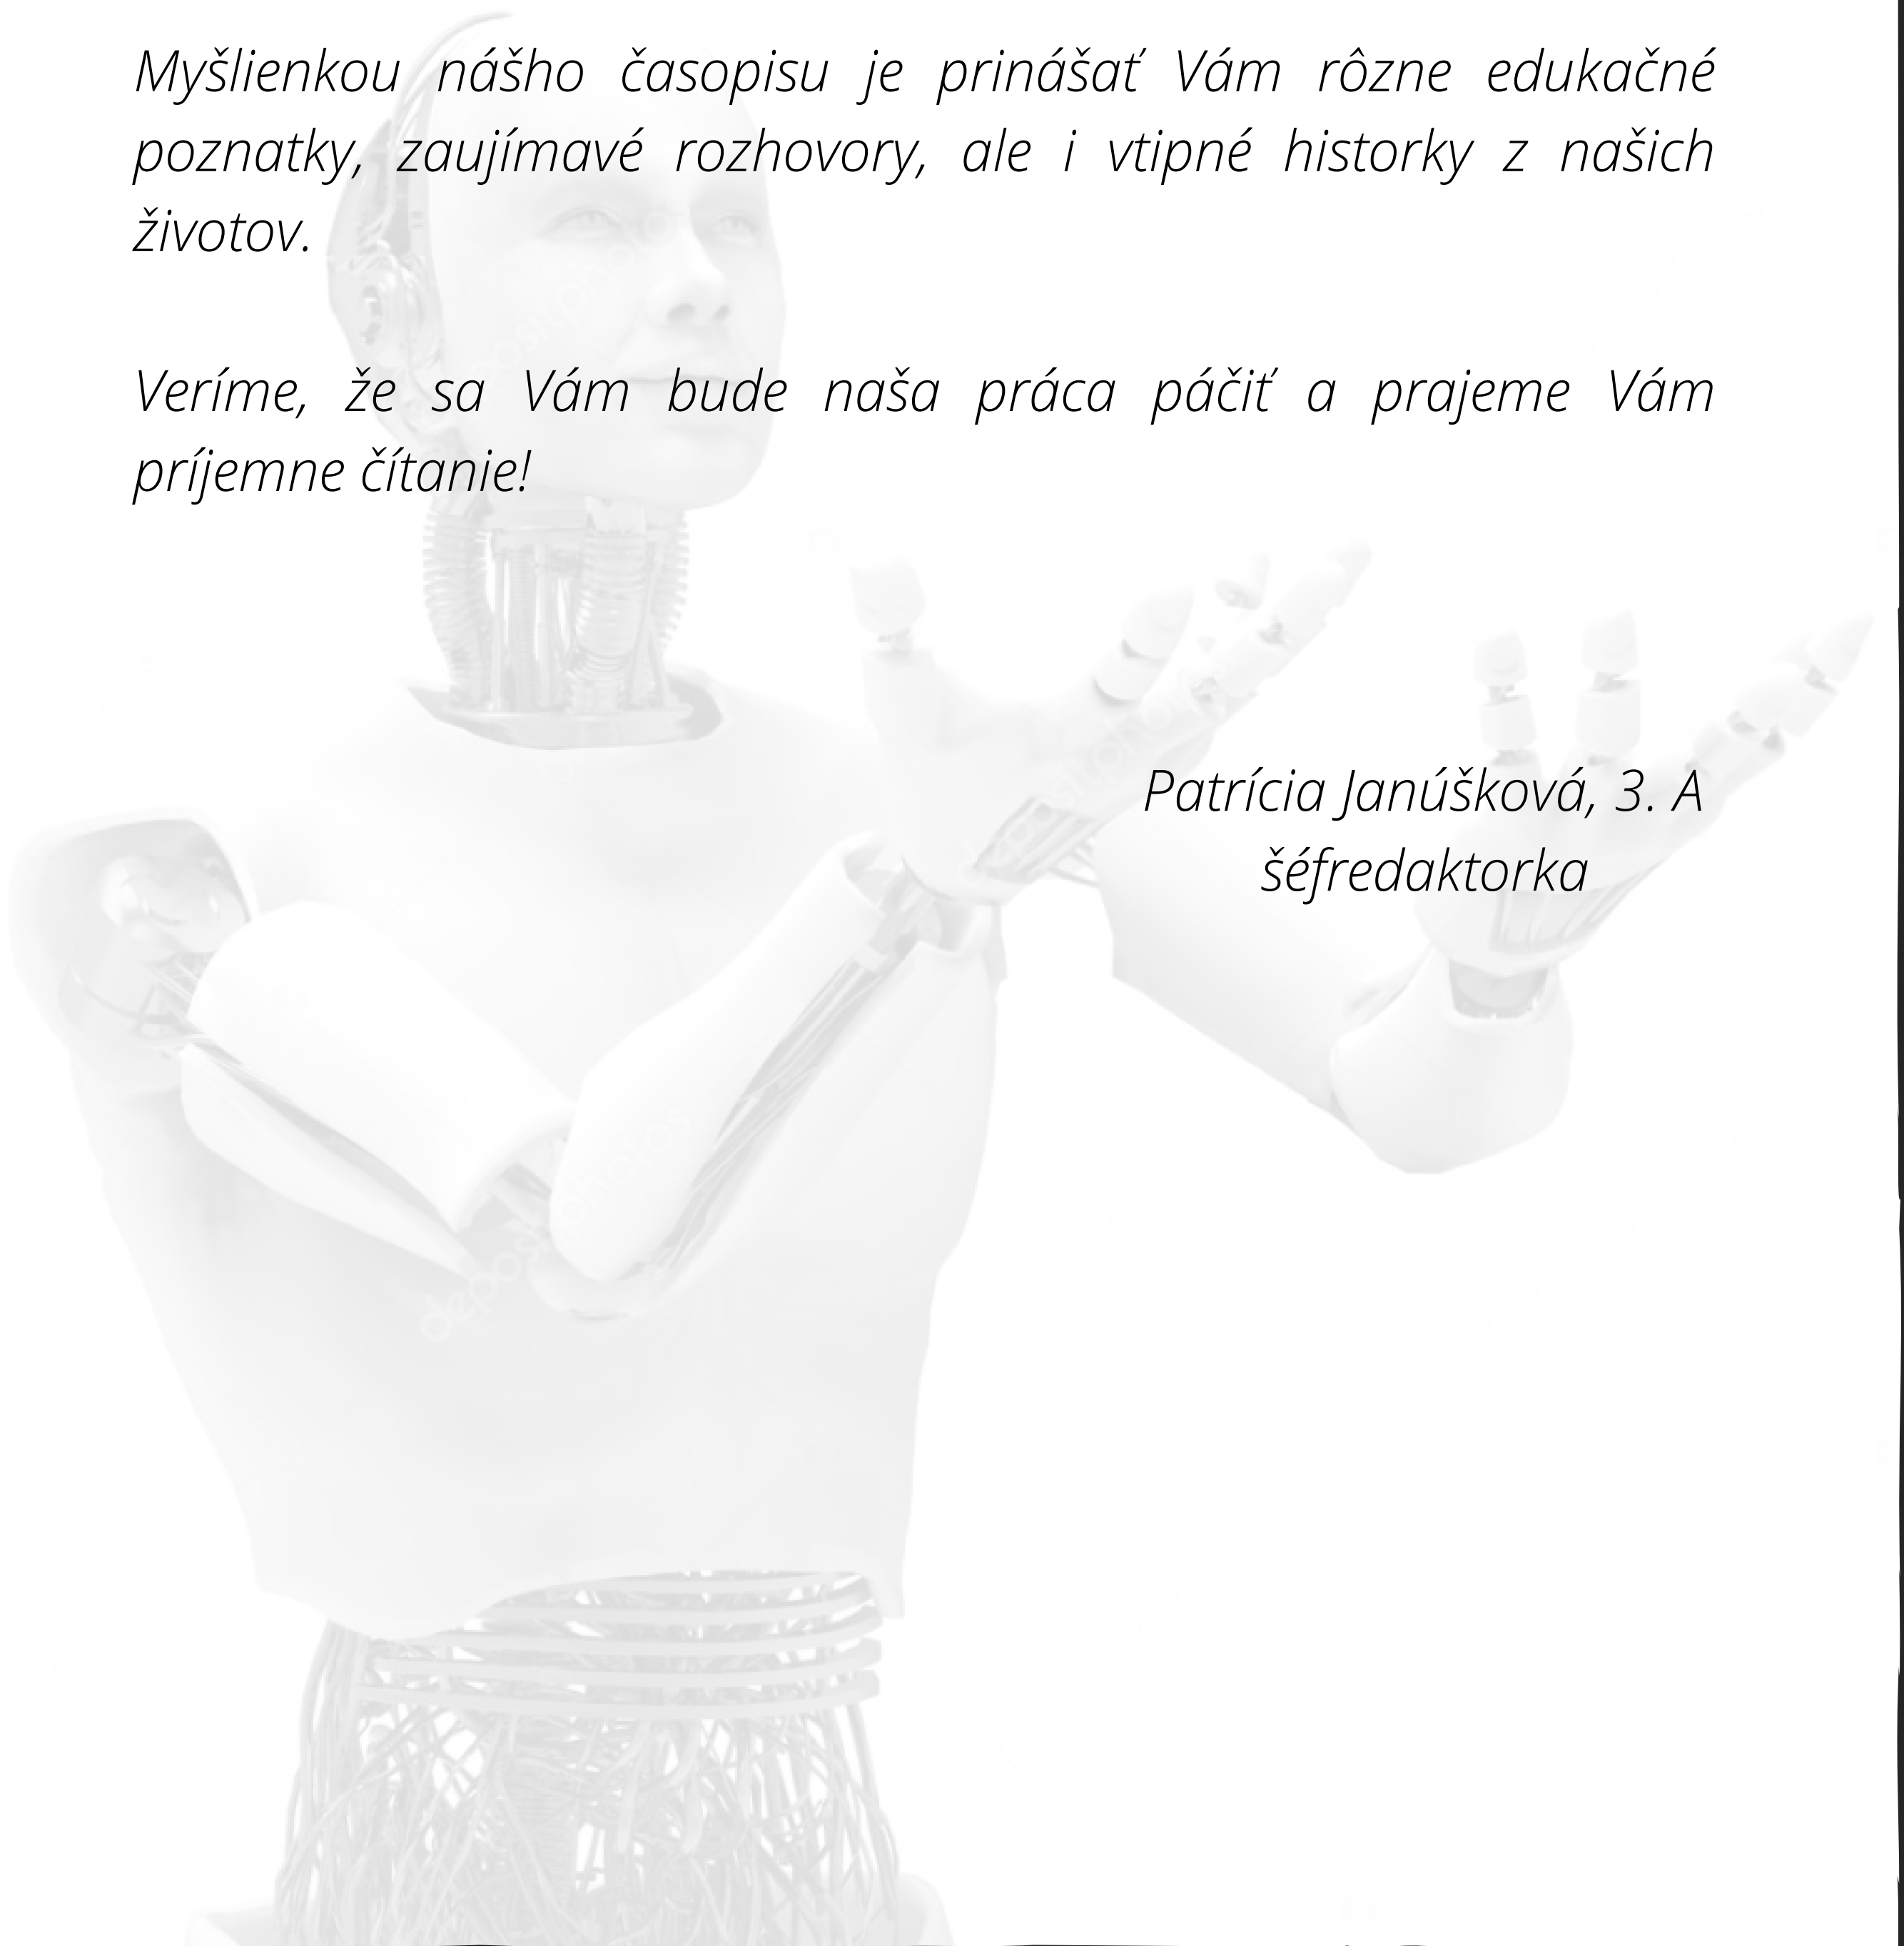 Myšlienkou nášho časopisu je prinášať Vám rôzne edukačné
poznatky, zaujímavé rozhovory, ale i vtipné historky z našich
životov.
Veríme, že sa Vám bude naša práca páčiť a prajeme Vám
príjemne čítanie!
Patrícia Janúšková, 3. A
šéfredaktorka
depositphotos